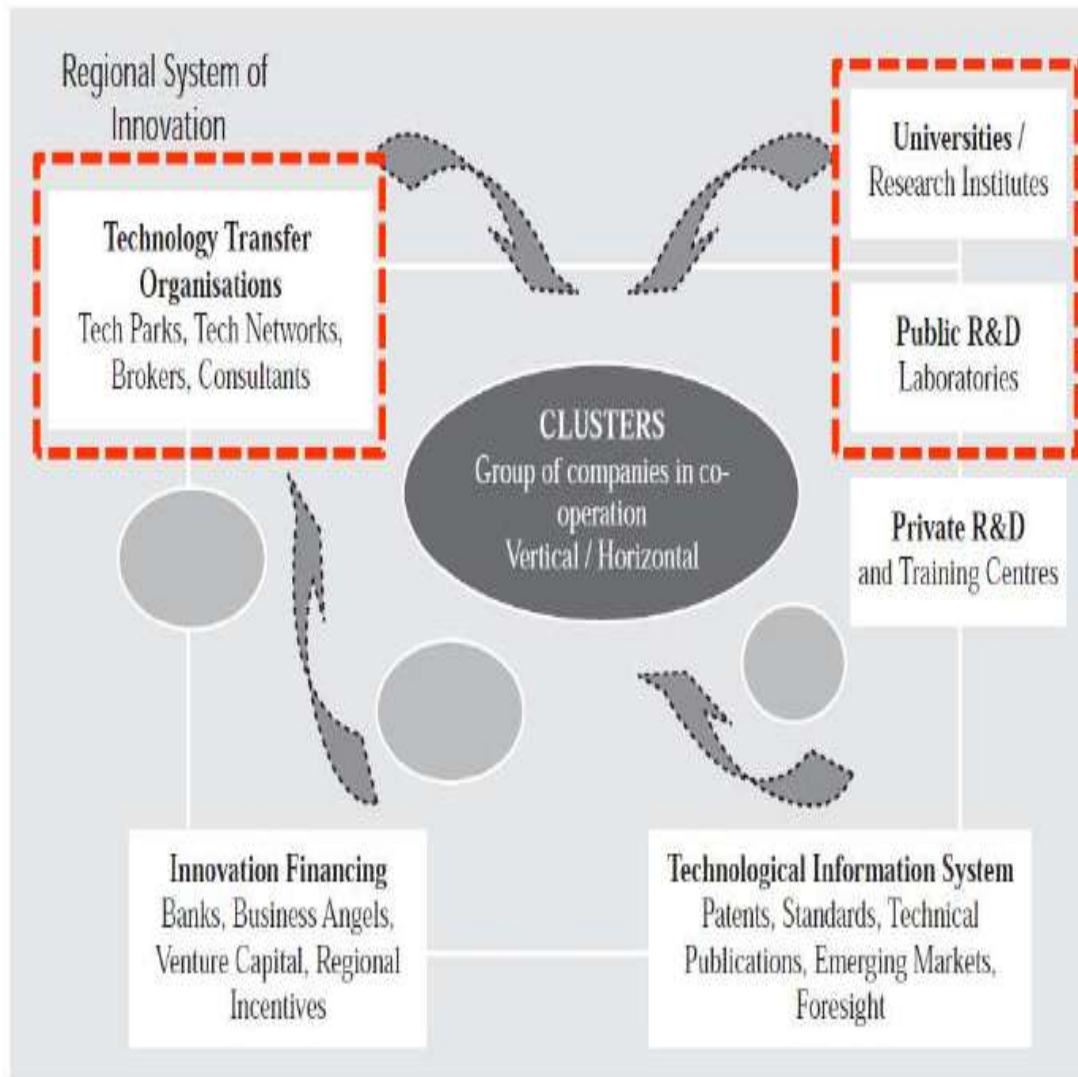 Regional System of
Innovation
Technology Transfer
Organisations
Tech Parks, Tech Networks,
Brokers, Consultants
Universities /
Research Institutes
Public R&D
Laboratories
CLUSTERS
Group of companies in co-
operation
Vertical / Horizontal
Private R&D
and Training Centres
Innovation Financing
Banks, Business Angels,
Venture Capital, Regional
Incentives
Technological Information System
Patents, Standards, Technical
Publications, Emerging Markets,
Foresight